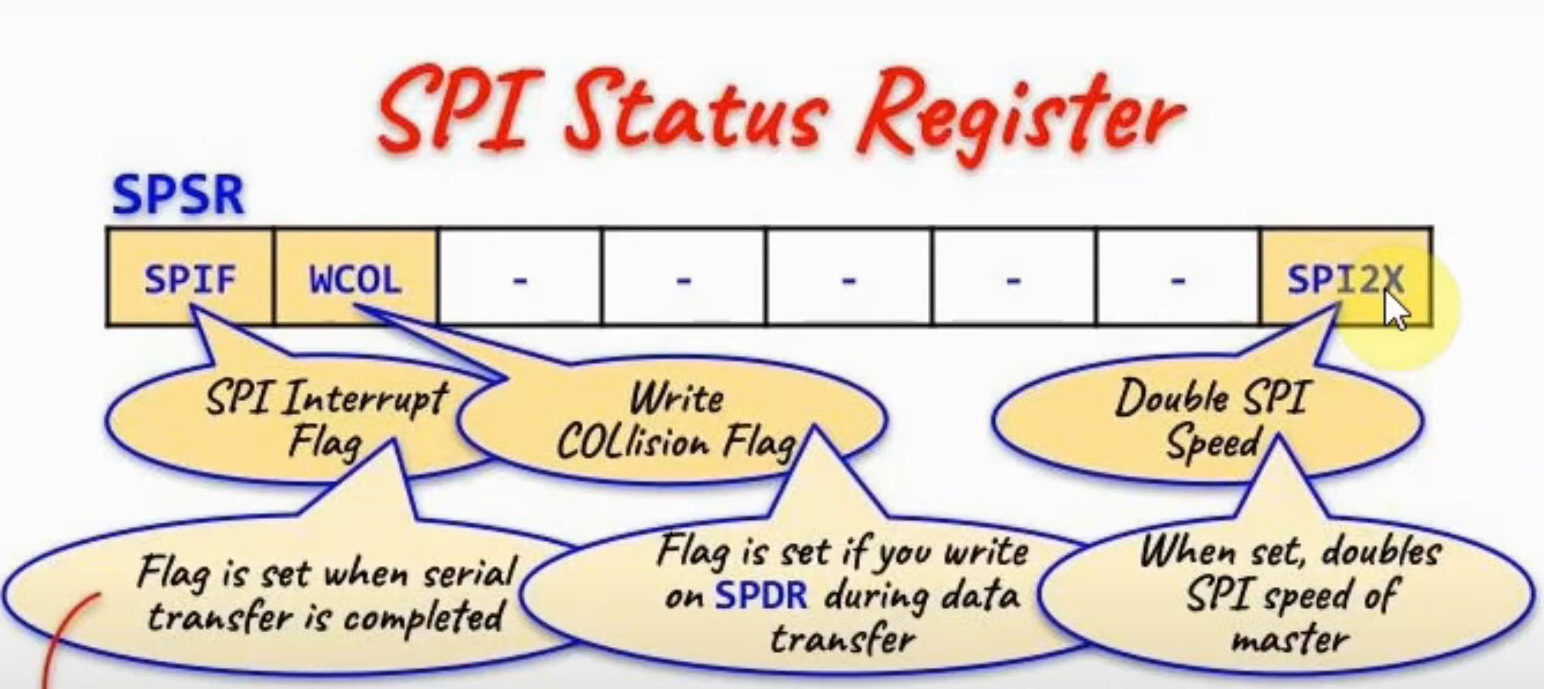 SPI Status Register
SPSR
SPIF WCOL - - - - - SPI2X
SPI Interrupt
Flag
Write
COLlision Flag
Double SPI
Speed
Flag is set when serial
transfer is completed
Flag is set if you write
on SPDR during data
transfer
When set, doubles
SPI speed of
master